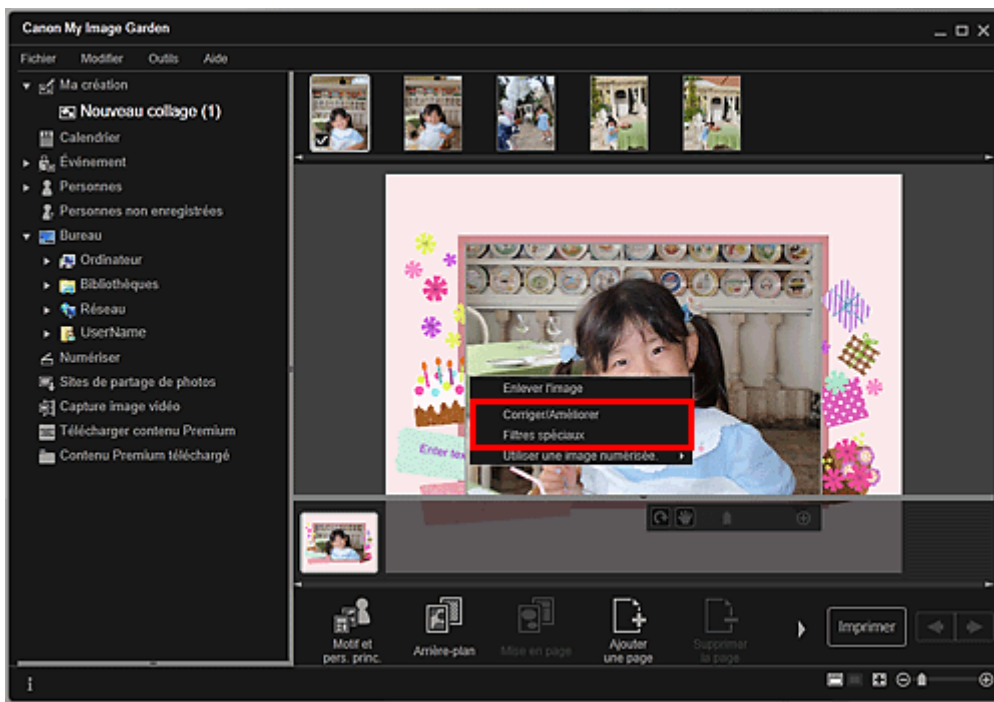 Canon My Image Garden
Fichier Modifier Outils Aide
Ma création
Nouveau collage (1)
Calendrier
Événement
Personnes
Personnes non enregistrées
Bureau
Ordinateur
Bibliothèques
Réseau
UserName
Numériser
Sites de partage de photos
Capture image vidéo
Télécharger contenu Premium
Contenu Premium téléchargé
Enlever l'image
Corriger/Améliorer
Filtres spéciaux
Utiliser une image numérisée.
Enter tex
Motif et
pers. princ.
Arrière-plan
Mise en page
Ajouter
une page
Supprimer
la page
Imprimer